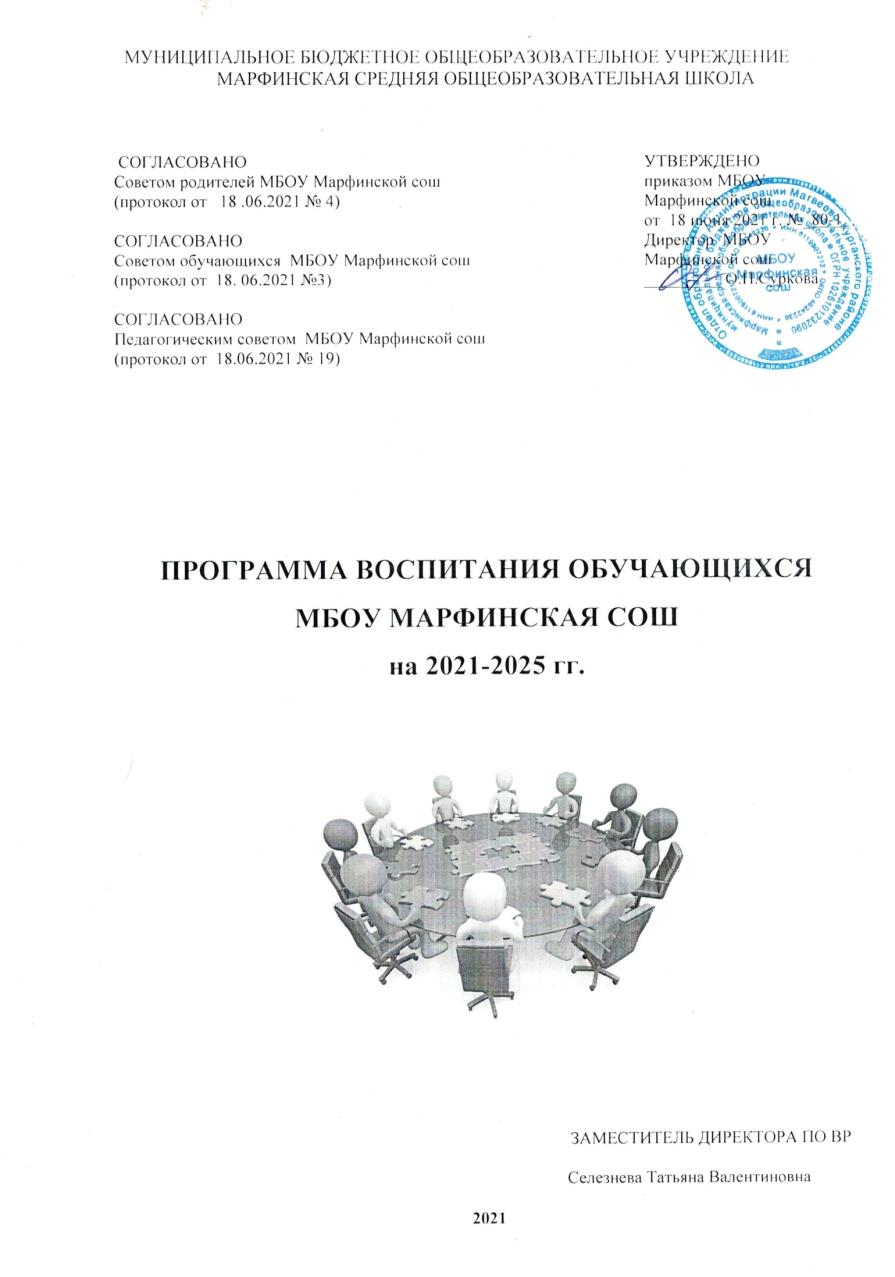 МУНИЦИПАЛЬНОЕ БЮДЖЕТНОЕ ОБЩЕОБРАЗОВАТЕЛЬНОЕ УЧРЕЖДЕНИЕ
МАРФИНСКАЯ СРЕДНЯЯ ОБЩЕОБРАЗОВАТЕЛЬНАЯ ШКОЛА
СОГЛАСОВАНО
Советом родителей МБОУ Марфинской сош
(протокол от 18 .06.2021 № 4)
СОГЛАСОВАНО
Советом обучающихся МБОУ Марфинской сош
(протокол от 18. 06.2021 №3)
СОГЛАСОВАНО
Педагогическим советом МБОУ Марфинской сош
(протокол от 18.06.2021 № 19)
УТВЕРЖДЕНО
приказом МБОУ
Марфинской сош
от 18 июня 2021 г. №
Директор МБОУ
Марфинской сош
О.П.Суркова
МБОУ
Марфинская
сош
ПРОГРАММА ВОСПИТАНИЯ ОБУЧАЮЩИХСЯ
МБОУ МАРФИНСКАЯ СОШ
на 2021-2025 гг.
ЗАМЕСТИТЕЛЬ ДИРЕКТОРА ПО ВР
Селезнева Татьяна Валентиновна
2021